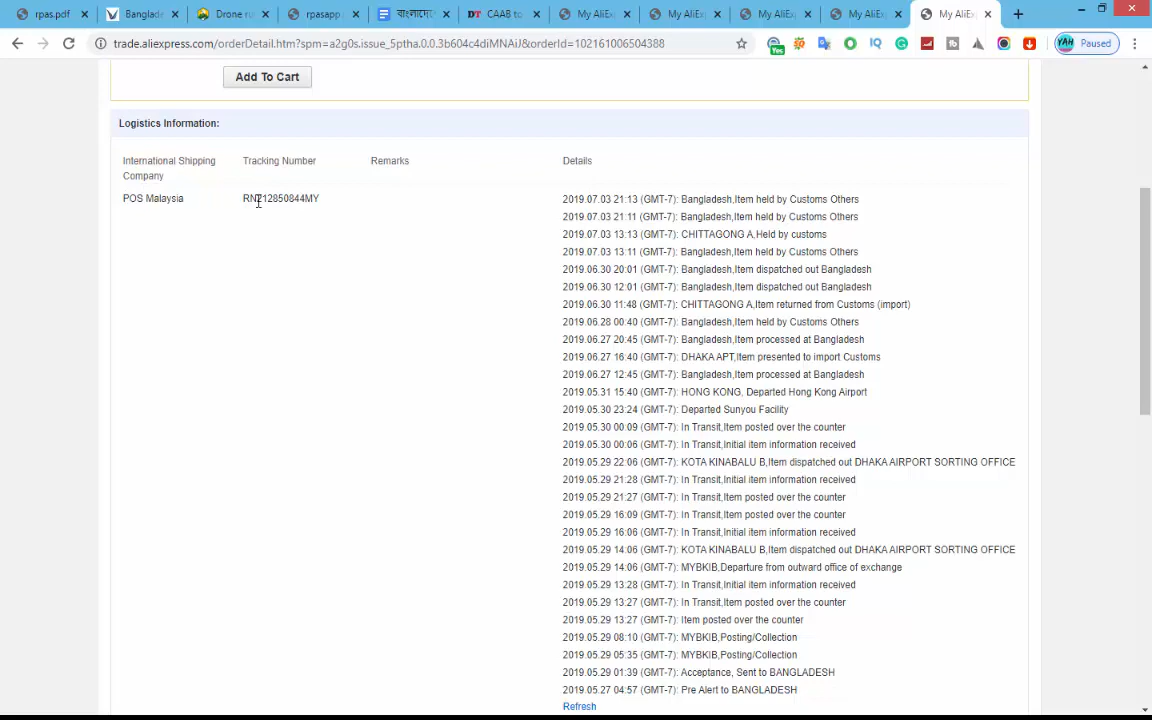 rpas.pdf
Banglad
Drone ru
rpasapp
বাংলাদে
CAAB to
My AliEx
My AliEx
My AliEx
My AliEx
My AliEx
trade.aliexpress.com/orderDetail.htm?spm=a2g0s.issue_5ptha.0.0.3b604c4diMNAiJ&orderId=102161006504388
Yes
IQ
YAH
Paused
Add To Cart
Logistics Information:
International Shipping Company
Tracking Number
Remarks
Details
POS Malaysia
RN212850844MY
2019.07.03 21:13 (GMT-7): Bangladesh,Item held by Customs Others
2019.07.03 21:11 (GMT-7): Bangladesh,Item held by Customs Others
2019.07.03 13:13 (GMT-7): CHITTAGONG A,Held by customs
2019.07.03 13:11 (GMT-7): Bangladesh,Item held by Customs Others
2019.06.30 20:01 (GMT-7): Bangladesh,Item dispatched out Bangladesh
2019.06.30 12:01 (GMT-7): Bangladesh,Item dispatched out Bangladesh
2019.06.30 11:48 (GMT-7): CHITTAGONG A,Item returned from Customs (import)
2019.06.28 00:40 (GMT-7): Bangladesh,Item held by Customs Others
2019.06.27 20:45 (GMT-7): Bangladesh,Item processed at Bangladesh
2019.06.27 16:40 (GMT-7): DHAKA APT,Item presented to import Customs
2019.06.27 12:45 (GMT-7): Bangladesh,Item processed at Bangladesh
2019.05.31 15:40 (GMT-7): HONG KONG, Departed Hong Kong Airport
2019.05.30 23:24 (GMT-7): Departed Sunyou Facility
2019.05.30 00:09 (GMT-7): In Transit,Item posted over the counter
2019.05.30 00:06 (GMT-7): In Transit,Initial item information received
2019.05.29 22:06 (GMT-7): KOTA KINABALU B,Item dispatched out DHAKA AIRPORT SORTING OFFICE
2019.05.29 21:28 (GMT-7): In Transit,Initial item information received
2019.05.29 21:27 (GMT-7): In Transit,Item posted over the counter
2019.05.29 16:09 (GMT-7): In Transit,Item posted over the counter
2019.05.29 16:06 (GMT-7): In Transit,Initial item information received
2019.05.29 14:06 (GMT-7): KOTA KINABALU B,Item dispatched out DHAKA AIRPORT SORTING OFFICE
2019.05.29 14:06 (GMT-7): MYBKIB,Departure from outward office of exchange
2019.05.29 13:28 (GMT-7): In Transit,Initial item information received
2019.05.29 13:27 (GMT-7): In Transit,Item posted over the counter
2019.05.29 13:27 (GMT-7): Item posted over the counter
2019.05.29 08:10 (GMT-7): MYBKIB,Posting/Collection
2019.05.29 05:35 (GMT-7): MYBKIB,Posting/Collection
2019.05.29 01:39 (GMT-7): Acceptance, Sent to BANGLADESH
2019.05.27 04:57 (GMT-7): Pre Alert to BANGLADESH
Refresh